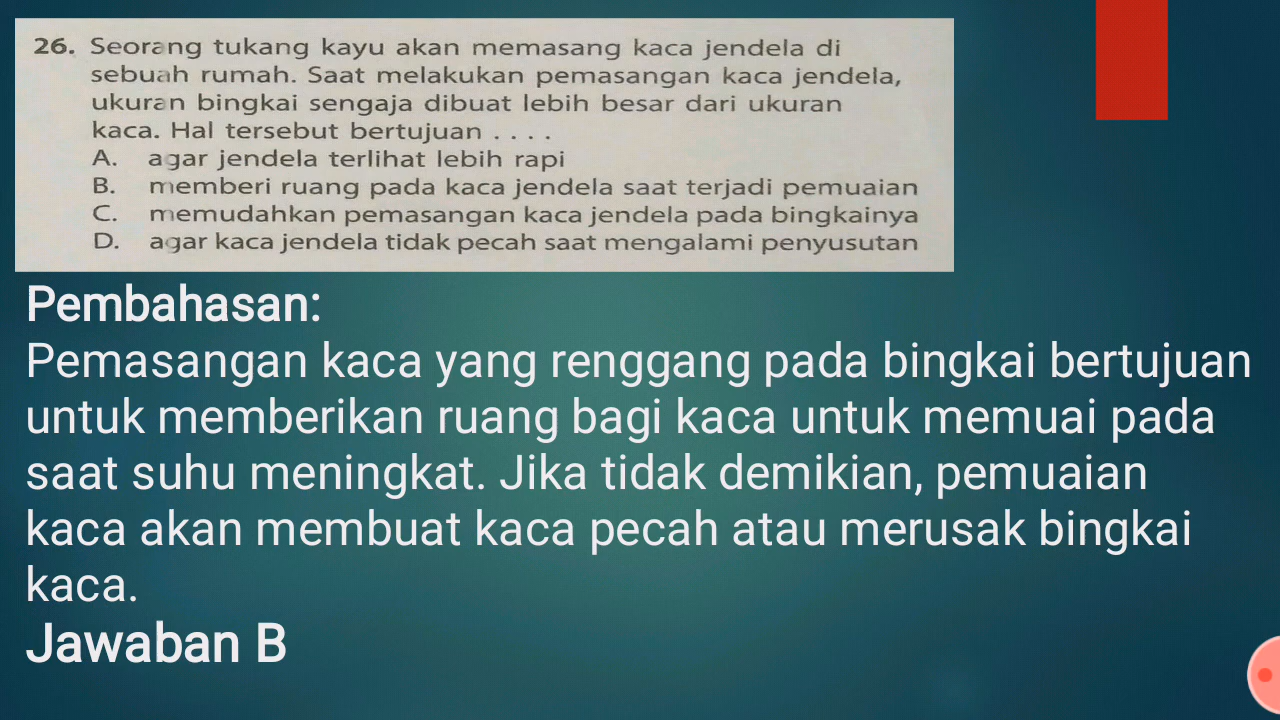 26. Seorang tukang kayu akan memasang kaca jendela di
sebuah rumah. Saat melakukan pemasangan kaca jendela,
ukuran bingkai sengaja dibuat lebih besar dari ukuran
kaca. Hal tersebut bertujuan . . . .
A. agar jendela terlihat lebih rapi
B. memberi ruang pada kaca jendela saat terjadi pemuaian
C. memudahkan pemasangan kaca jendela pada bingkainya
D. agar kaca jendela tidak pecah saat mengalami penyusutan
Pembahasan:
Pemasangan kaca yang renggang pada bingkai bertujuan
untuk memberikan ruang bagi kaca untuk memuai pada
saat suhu meningkat. Jika tidak demikian, pemuaian
kaca akan membuat kaca pecah atau merusak bingkai
kaca.
Jawaban B